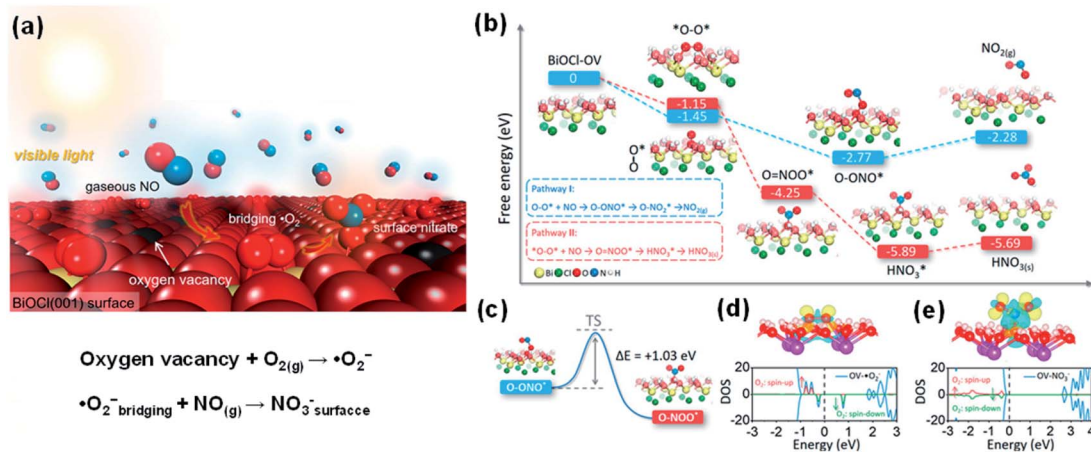 (a)
visible light
gaseous NO
bridging •O₂⁻
surface nitrate
oxygen vacancy
BiOCl(001) surface
Oxygen vacancy + O₂(g) → •O₂⁻
•O₂⁻bridging + NO(g) → NO₃⁻surfacce
(b)
Free energy (eV)
BiOCl-OV
0
*O-O*
-1.15
-1.45
O*
O
O-ONO*
-2.77
NO₂(g)
-2.28
O=NOO*
-4.25
-5.89
HNO₃*
-5.69
HNO₃(s)
Pathway I:
O-O* + NO → O-ONO* → O-NO₂* → NO₂(g)
Pathway II:
*O-O* + NO → O=NOO* → HNO₃* → HNO₃(s)
Bi Cl O N H
(c)
TS
ΔE = +1.03 eV
O-ONO*
O-NOO*
(d)
DOS
20
0
-20
O₂: spin-up
OV-•O₂⁻
O₂: spin-down
-3 -2 -1 0 1 2 3
Energy (eV)
(e)
DOS
20
0
-20
O₂: spin-up
OV-NO₃⁻
O₂: spin-down
-3 -2 -1 0 1 2 3
Energy (eV)